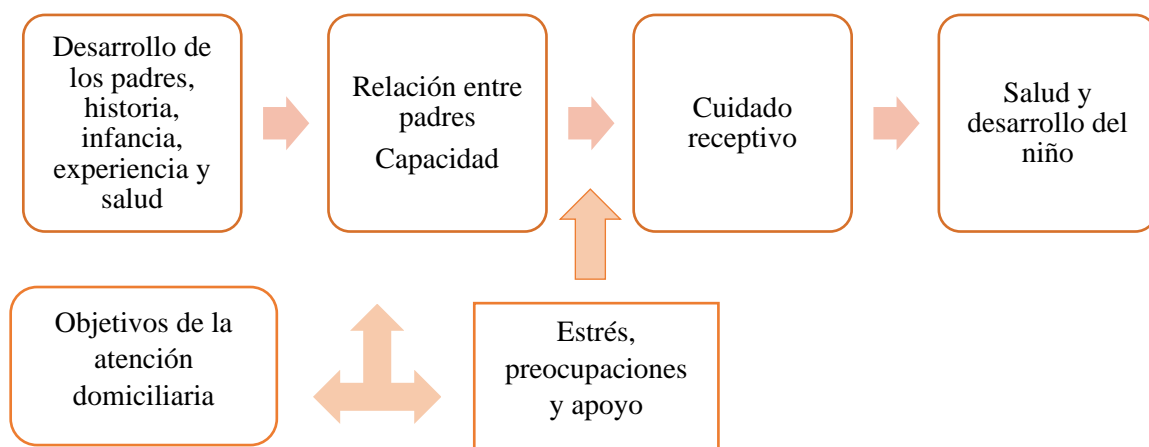 Desarrollo de
los padres,
historia,
infancia,
experiencia y
salud
Relación entre
padres
Capacidad
Cuidado
receptivo
Salud y
desarrollo del
niño
Objetivos de la
atención
domiciliaria
Estrés,
preocupaciones
y apoyo